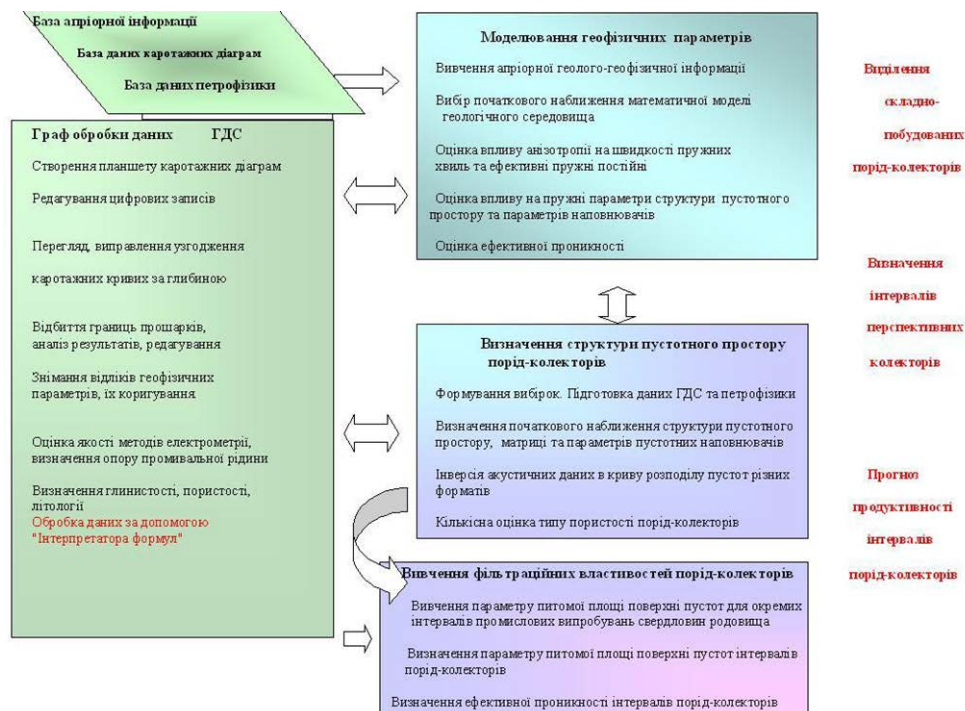 База апріорної інформації
База даних каротажних діаграм
База даних петрофізики
Граф обробки даних ГДС
Створення планшету каротажних діаграм
Редагування цифрових записів
Перегляд, виправлення узгодження
каротажних кривих за глибиною
Відбиття границь прошарків,
аналіз результатів, редагування
Знімання відліків геофізичних
параметрів, їх коригування.
Оцінка якості методів електрометрії,
визначення опору промивальної рідини
Визначення глинистості, пористості,
літології
Обробка даних за допомогою
"Інтерпретатора формул"
Моделювання геофізичних параметрів
Вивчення апріорної геолого-геофізичної інформації
Вибір початкового наближення математичної моделі
геологічного середовища
Оцінка впливу анізотропії на швидкості пружних
хвиль та ефективні пружні постійні
Оцінка впливу на пружні параметри структури пустотного
простору та параметрів наповнювачів
Оцінка ефективної проникності
Визначення структури пустотного простору
порід-колекторів
Формування вибірок. Підготовка даних ГДС та петрофізики
Визначення початкового наближення структури пустотного
простору, матриці та параметрів пустотних наповнювачів
Інверсія акустичних даних в криву розподілу пустот різних
форматів
Кількісна оцінка типу пористості порід-колекторів
Вивчення фільтраційних властивостей порід-колекторів
Вивчення параметру питомої площі поверхні пустот для окремих
інтервалів промислових випробувань свердловин родовища
Визначення параметру питомої площі поверхні пустот інтервалів
порід-колекторів
Визначення ефективної проникності інтервалів порід-колекторів
Виділення
складно-
побудованих
порід-колекторів
Визначення
інтервалів
перспективних
колекторів
Прогноз
продуктивності
інтервалів
порід-колекторів